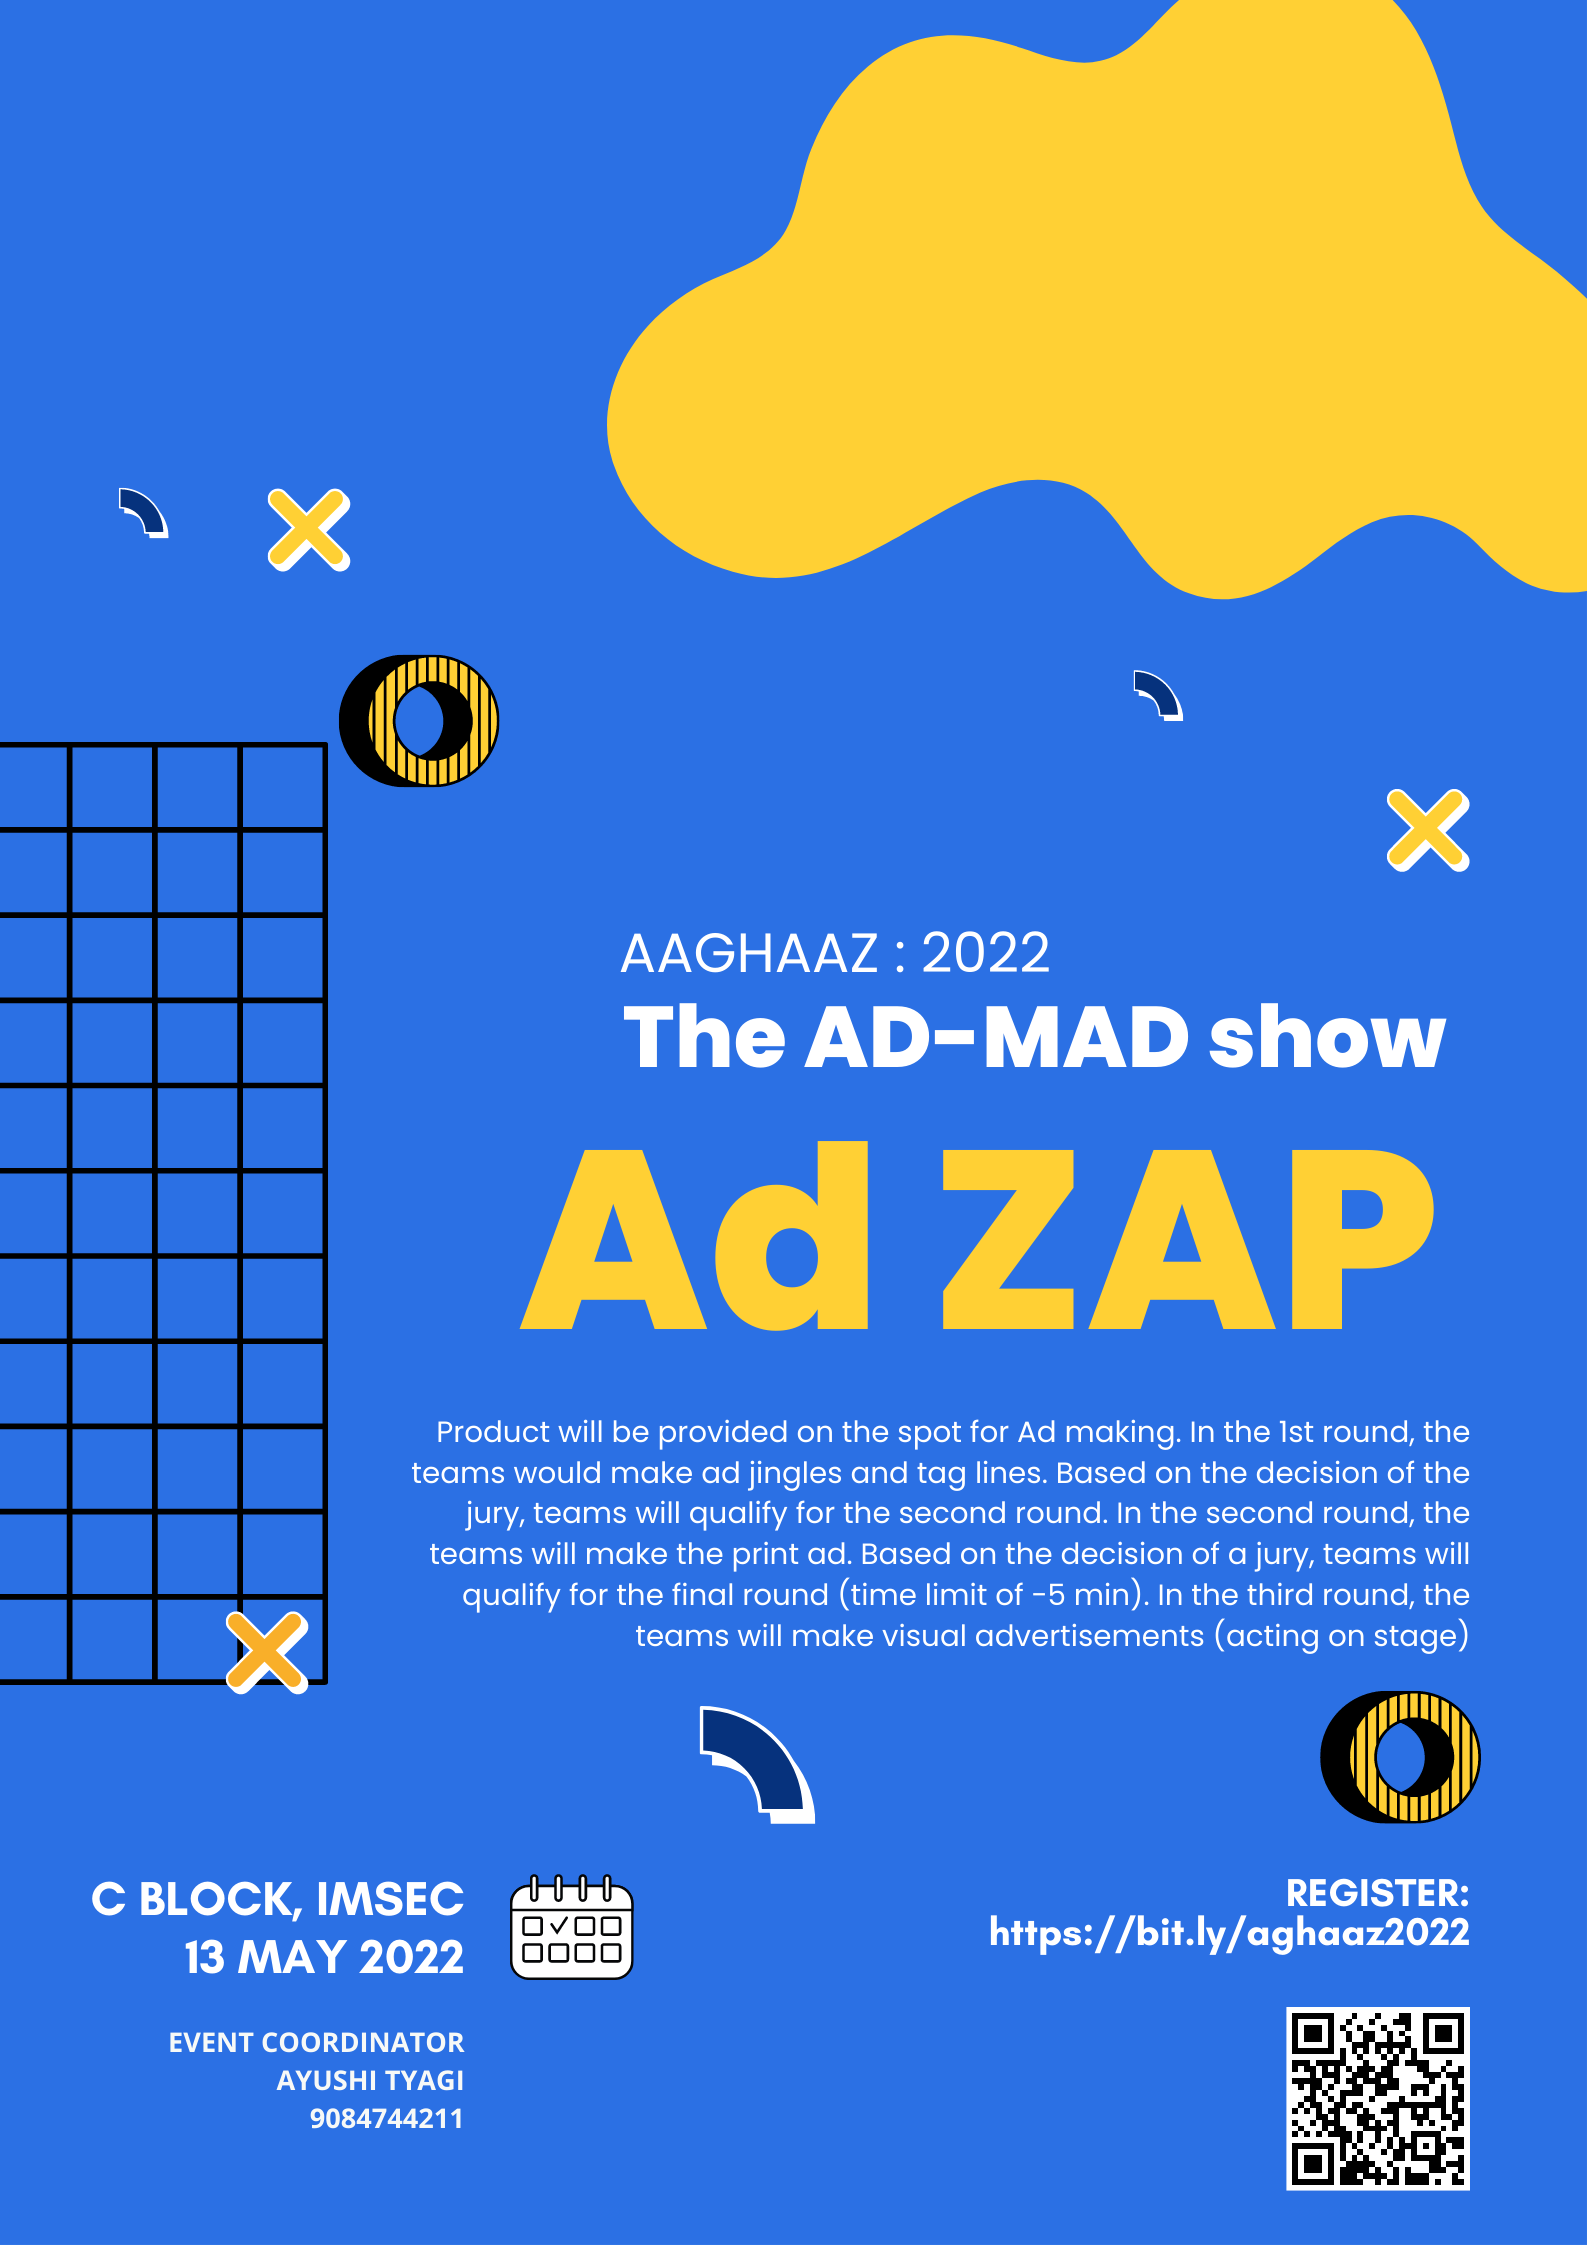 AAGHAAZ : 2022
The AD-MAD show
Ad ZAP
Product will be provided on the spot for Ad making. In the 1st round, the
teams would make ad jingles and tag lines. Based on the decision of the
jury, teams will qualify for the second round. In the second round, the
teams will make the print ad. Based on the decision of a jury, teams will
qualify for the final round (time limit of -5 min). In the third round, the
teams will make visual advertisements (acting on stage)
C BLOCK, IMSEC
13 MAY 2022
EVENT COORDINATOR
AYUSHI TYAGI
9084744211
REGISTER:
https://bit.ly/aghaaz2022